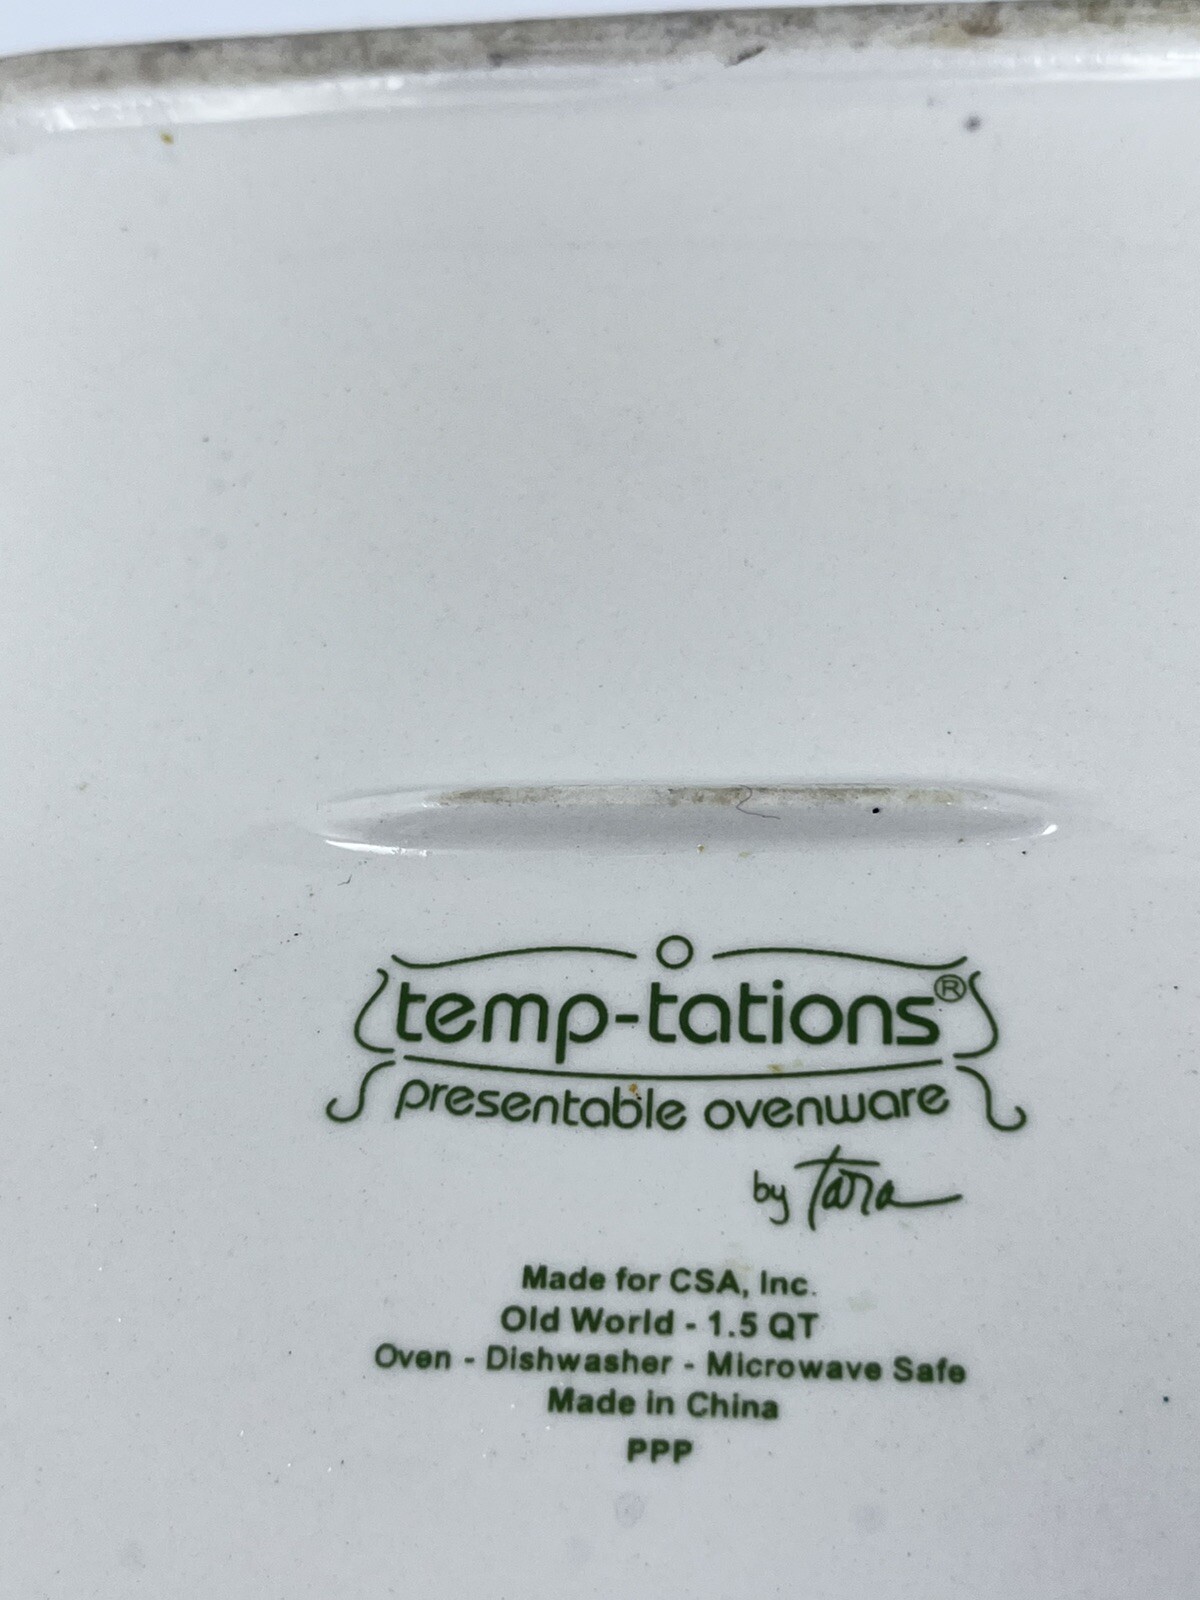 temp-tations®
presentable ovenware
by Tara
Made for CSA, Inc.
Old World - 1.5 QT
Oven - Dishwasher - Microwave Safe
Made in China
PPP